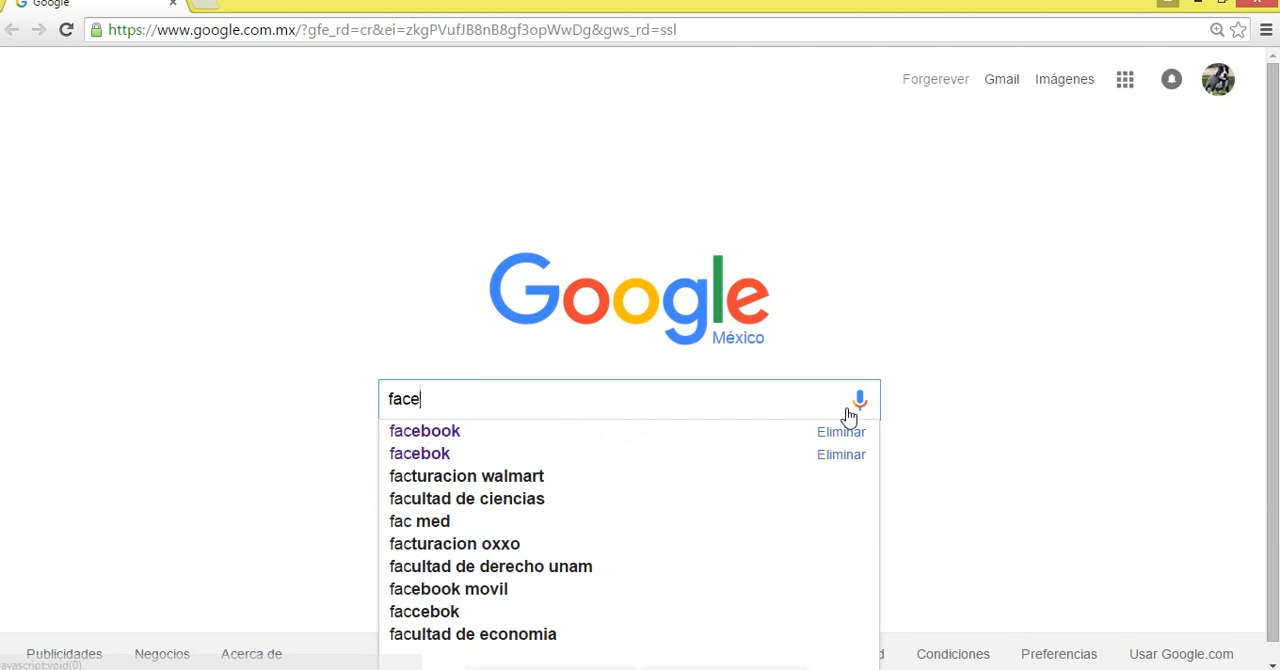 Google
https://www.google.com.mx/?gfe_rd=cr&ei=zkgPVufJB8nB8gf3opWwDg&gws_rd=ssl
Forgerever Gmail Imágenes
Google
México
face
facebook Eliminar
facebok Eliminar
facturacion walmart
facultad de ciencias
fac med
facturacion oxxo
facultad de derecho unam
facebook movil
faccebok
facultad de economia
Publicidades Negocios Acerca de d Condiciones Preferencias Usar Google.com
avascript:void(0)